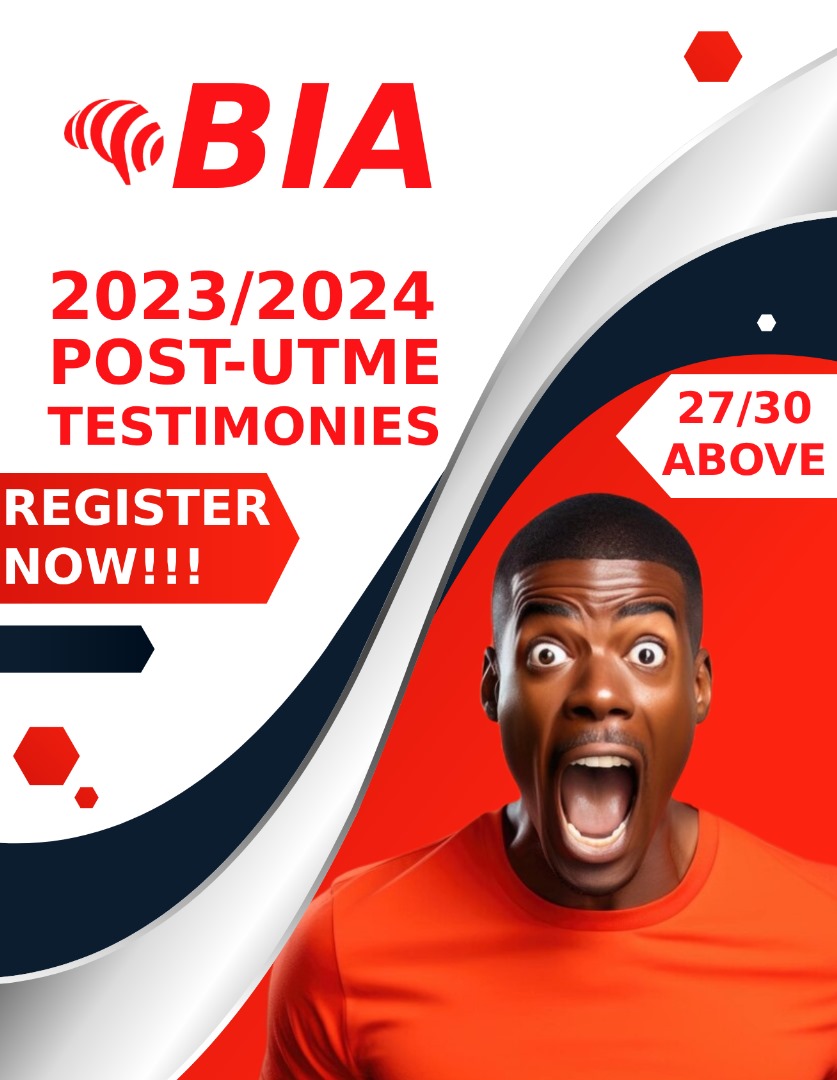 BIA
2023/2024
POST-UTME
TESTIMONIES
27/30
ABOVE
REGISTER
NOW!!!